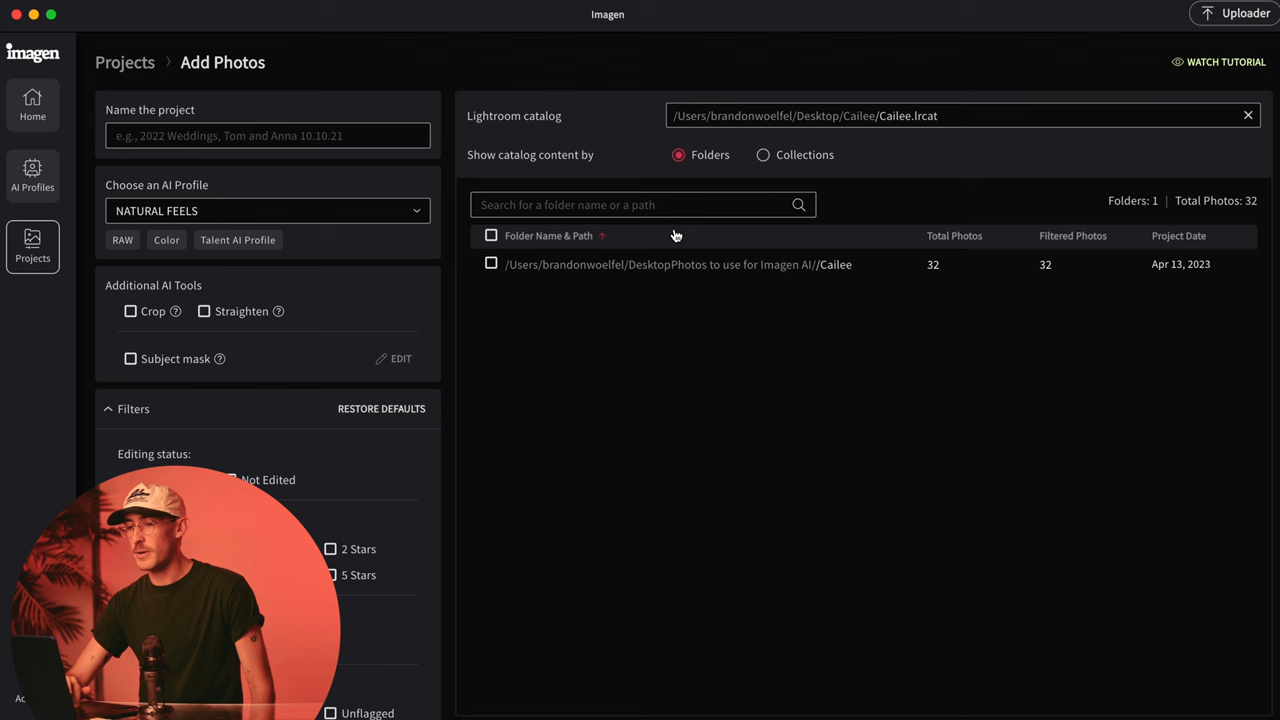 Imagen
Uploader
imagen
Projects > Add Photos
WATCH TUTORIAL
Home
AI Profiles
Projects
Name the project
e.g., 2022 Weddings, Tom and Anna 10.10.21
Choose an AI Profile
NATURAL FEELS
RAW Color Talent AI Profile
Additional AI Tools
Crop ? Straighten ?
Subject mask ? EDIT
Filters RESTORE DEFAULTS
Editing status:
Not Edited
2 Stars
5 Stars
Unflagged
Lightroom catalog /Users/brandonwoelfel/Desktop/Cailee/Cailee.lrcat
Show catalog content by Folders Collections
Search for a folder name or a path Folders: 1 | Total Photos: 32
Folder Name & Path Total Photos Filtered Photos Project Date
/Users/brandonwoelfel/DesktopPhotos to use for Imagen AI//Cailee 32 32 Apr 13, 2023